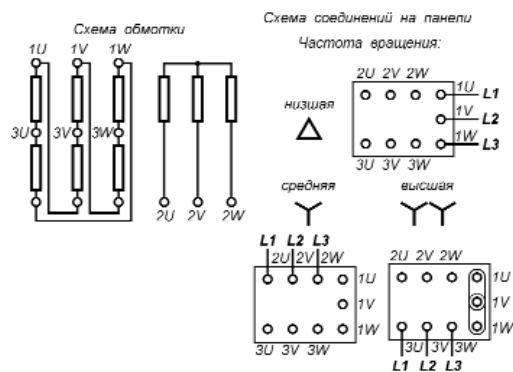 Схема обмотки
1U 1V 1W
3U 3V 3W
2U 2V 2W
Схема соединений на панели
Частота вращения:
низшая
2U 2V 2W
1U L1
1V L2
1W L3
3U 3V 3W
средняя
L1 L2 L3
2U 2V 2W
1U
1V
1W
3U 3V 3W
высшая
2U 2V 2W
1U
1V
1W
3U 3V 3W
L1 L2 L3